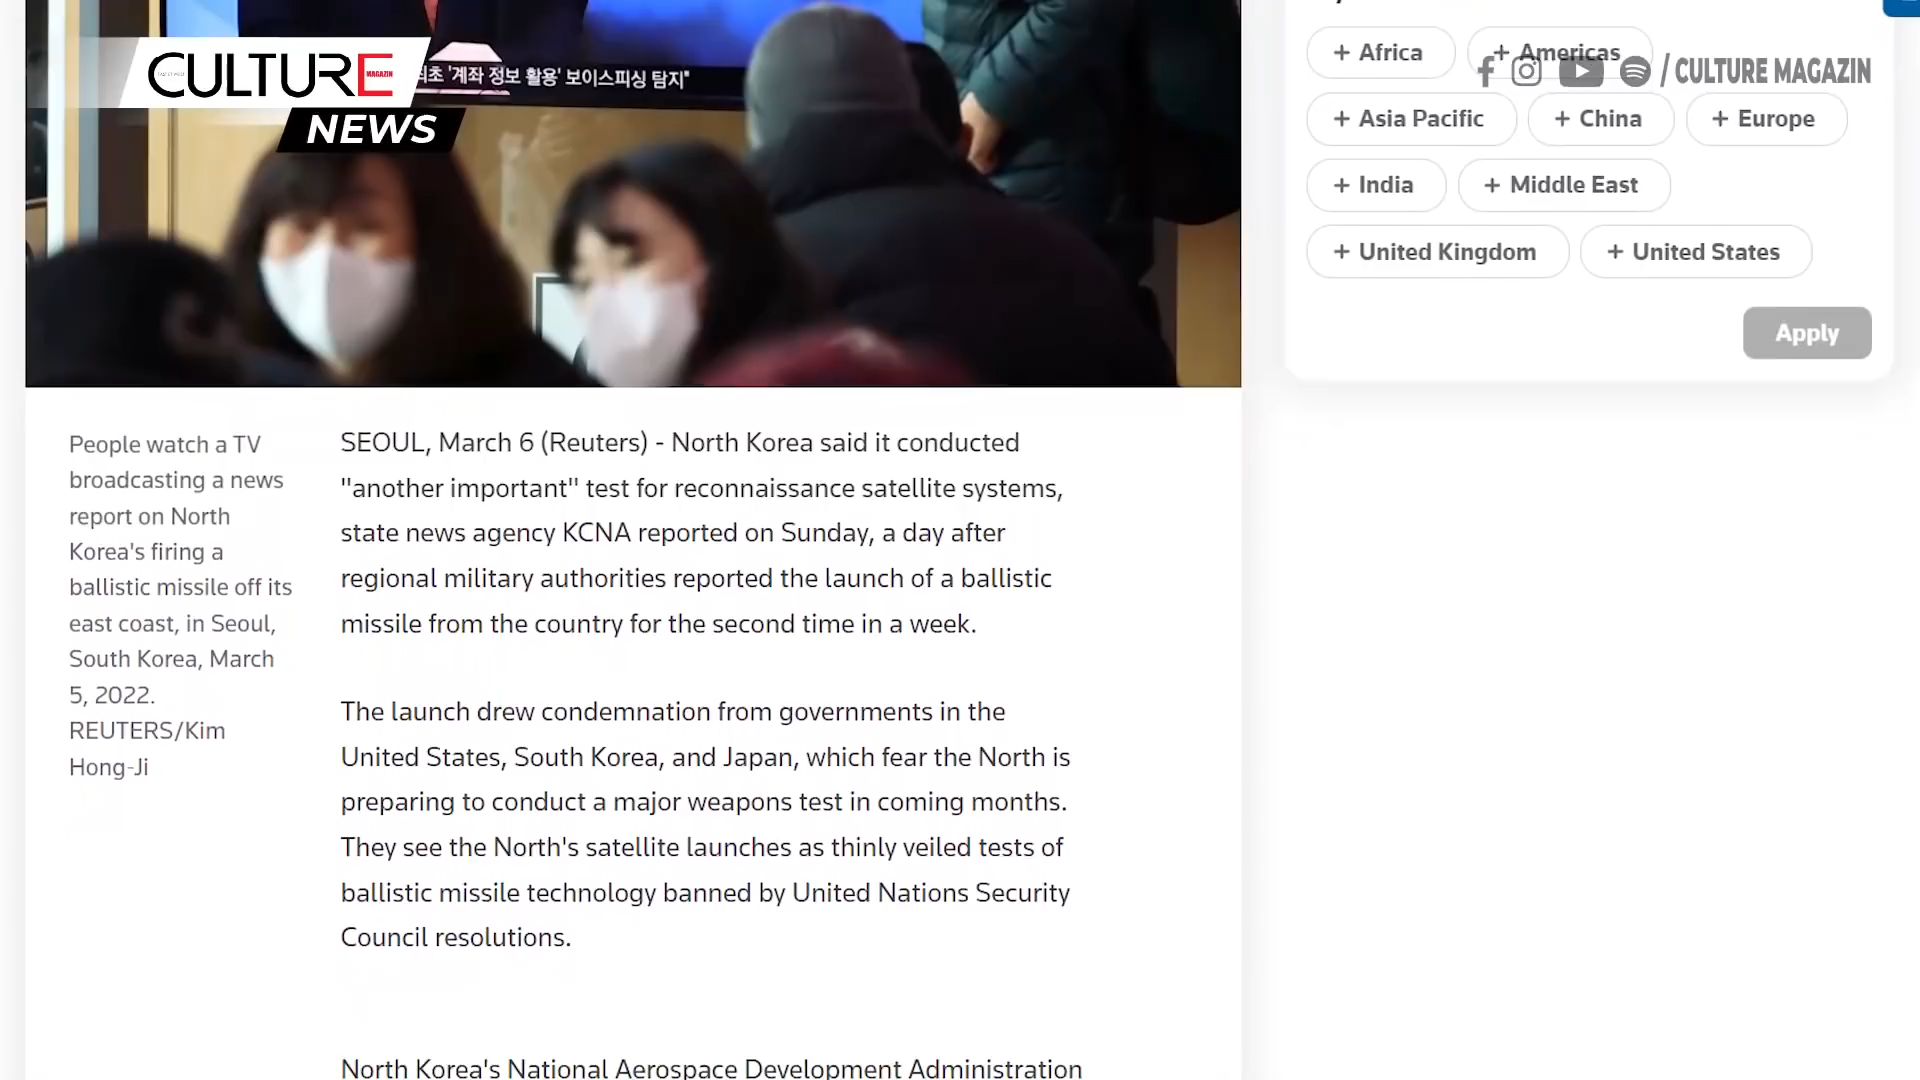 CULTURE
MAGAZIN
NEWS
최초 '계좌 정보 활용' 보이스피싱 탐지"
+ Africa
+ Americas
/ CULTURE MAGAZIN
+ Asia Pacific
+ China
+ Europe
+ India
+ Middle East
+ United Kingdom
+ United States
Apply
People watch a TV
broadcasting a news
report on North
Korea's firing a
ballistic missile off its
east coast, in Seoul,
South Korea, March
5, 2022.
REUTERS/Kim
Hong-Ji
SEOUL, March 6 (Reuters) - North Korea said it conducted
"another important" test for reconnaissance satellite systems,
state news agency KCNA reported on Sunday, a day after
regional military authorities reported the launch of a ballistic
missile from the country for the second time in a week.
The launch drew condemnation from governments in the
United States, South Korea, and Japan, which fear the North is
preparing to conduct a major weapons test in coming months.
They see the North's satellite launches as thinly veiled tests of
ballistic missile technology banned by United Nations Security
Council resolutions.
North Korea's National Aerospace Development Administration